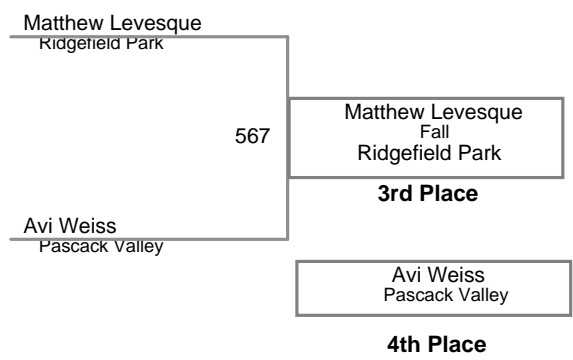 Matthew Levesque
Ridgefield Park
567
Matthew Levesque
Fall
Ridgefield Park
3rd Place
Avi Weiss
Pascack Valley
Avi Weiss
Pascack Valley
4th Place